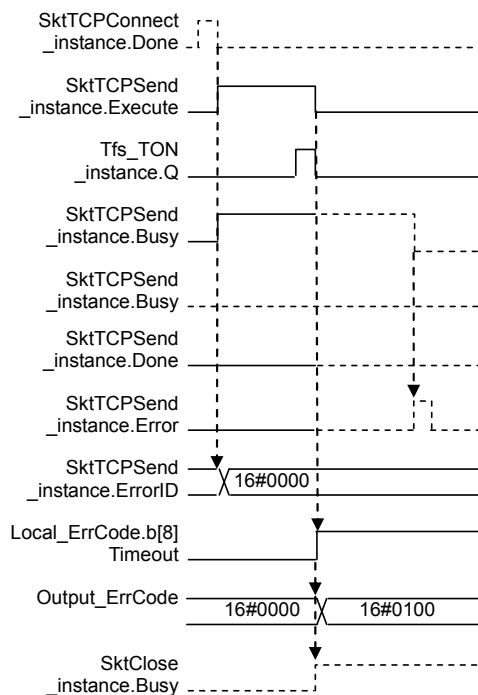 SktTCPConnect
_instance.Done
SktTCPSend
_instance.Execute
Tfs_TON
_instance.Q
SktTCPSend
_instance.Busy
SktTCPSend
_instance.Busy
SktTCPSend
_instance.Done
SktTCPSend
_instance.Error
SktTCPSend
_instance.ErrorID
16#0000
Local_ErrCode.b[8]
Timeout
Output_ErrCode
16#0000
16#0100
SktClose
_instance.Busy